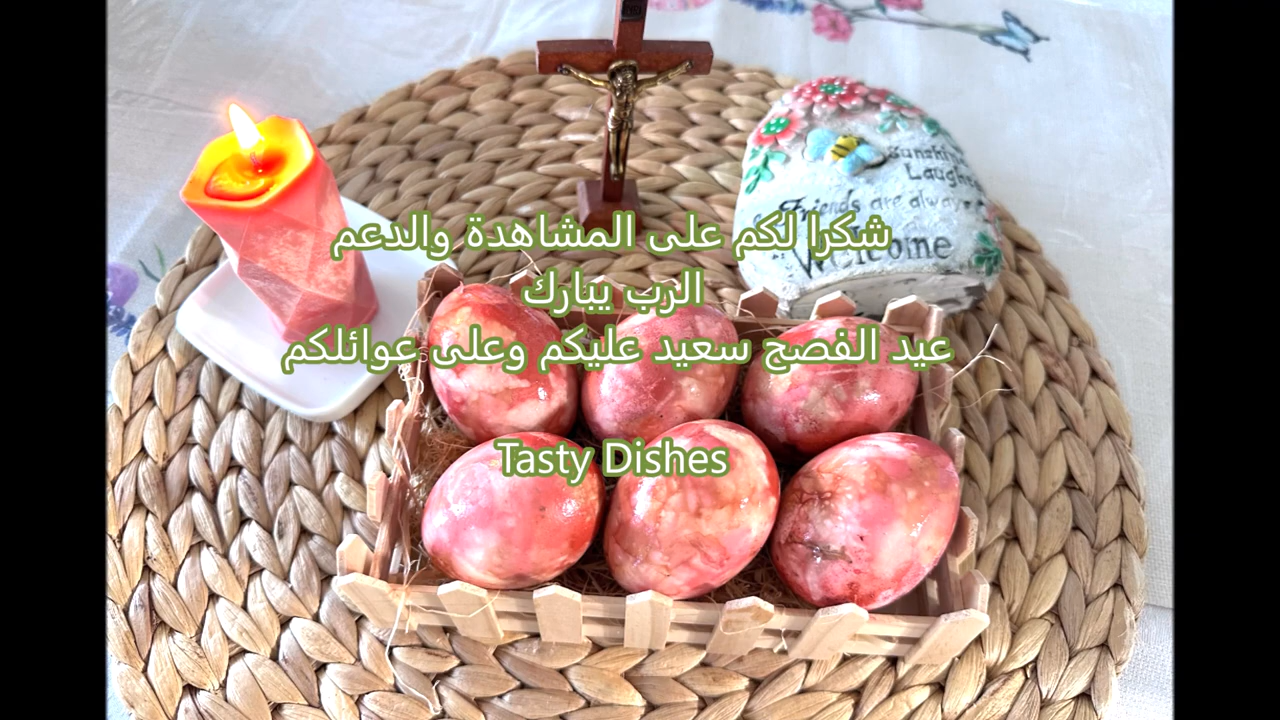 Sunshine
Laughter
Friends are always
Welcome
شكرا لكم على المشاهدة والدعم
الرب يبارك
عيد الفصح سعيد عليكم وعلى عوائلكم
Tasty Dishes